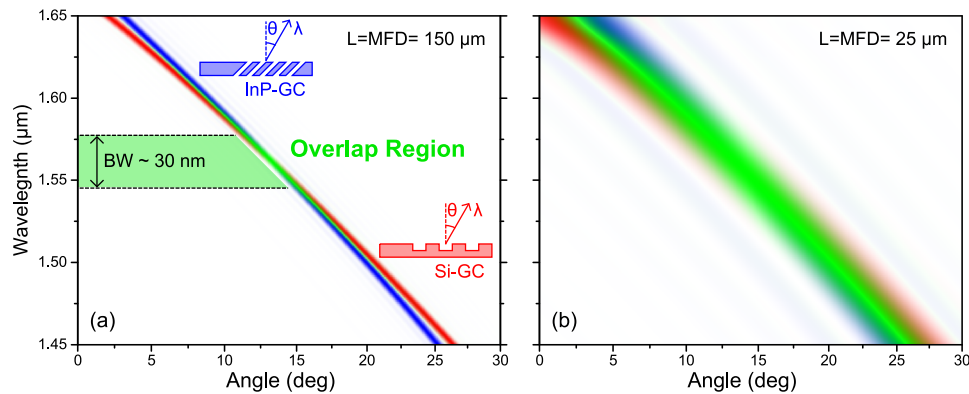 1.65
1.60
1.55
1.50
1.45
Wavelegnth (μm)
θ λ
InP-GC
L=MFD= 150 μm
BW ~ 30 nm
Overlap Region
θ λ
Si-GC
(a)
5 10 15 20 25 30
Angle (deg)
L=MFD= 25 μm
(b)
0 5 10 15 20 25 30
Angle (deg)